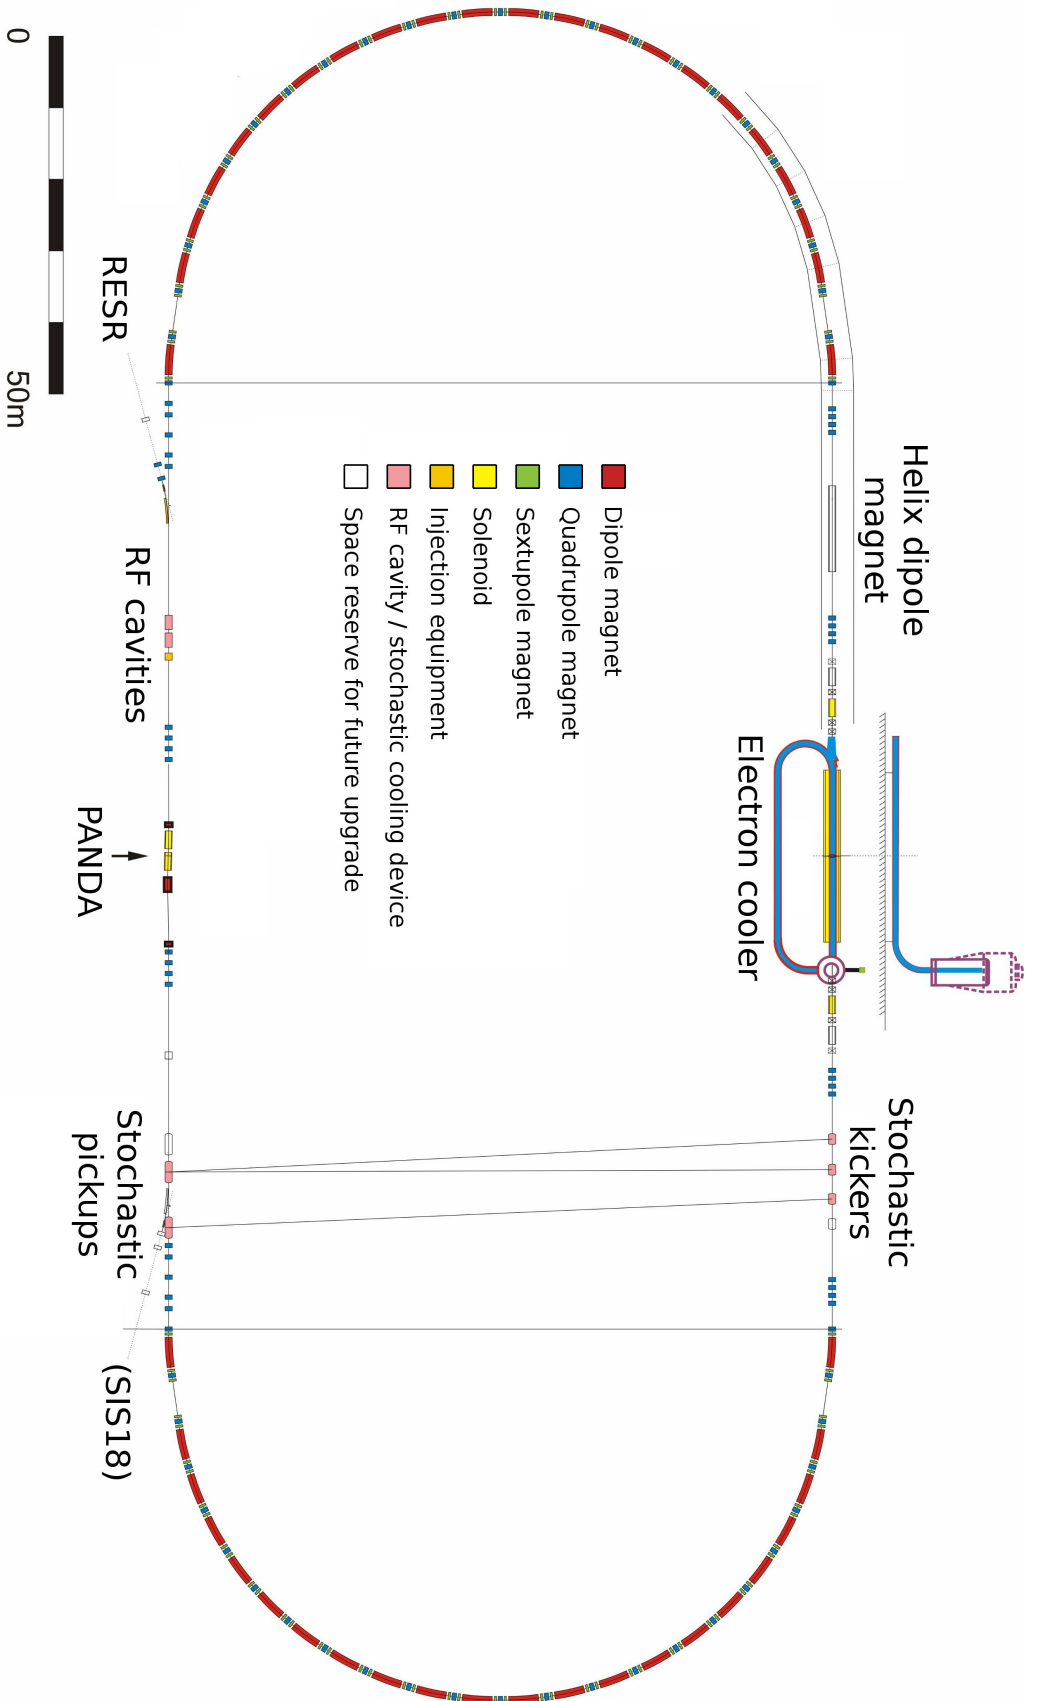 Helix dipole
magnet
Stochastic
kickers
Electron cooler
Dipole magnet
Quadrupole magnet
Sextupole magnet
Solenoid
Injection equipment
RF cavity / stochastic cooling device
Space reserve for future upgrade
RF cavities
Stochastic
pickups
RESR
PANDA
(SIS18)
0
50m